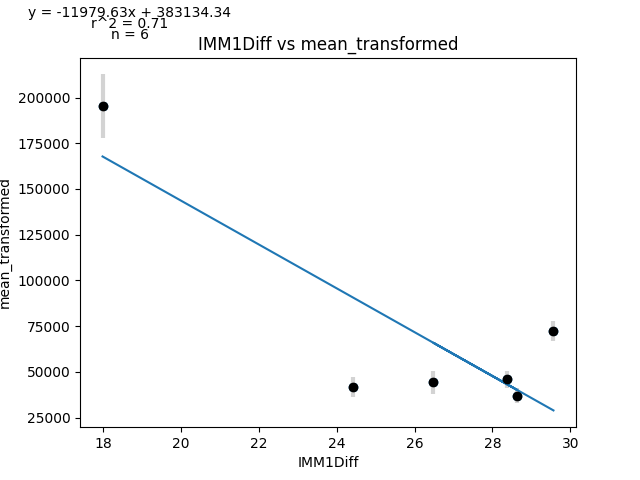 y = -11979.63x + 383134.34
r^2 = 0.71
n = 6
IMM1Diff vs mean_transformed
mean_transformed
200000
175000
150000
125000
100000
75000
50000
25000
18 20 22 24 26 28 30
IMM1Diff